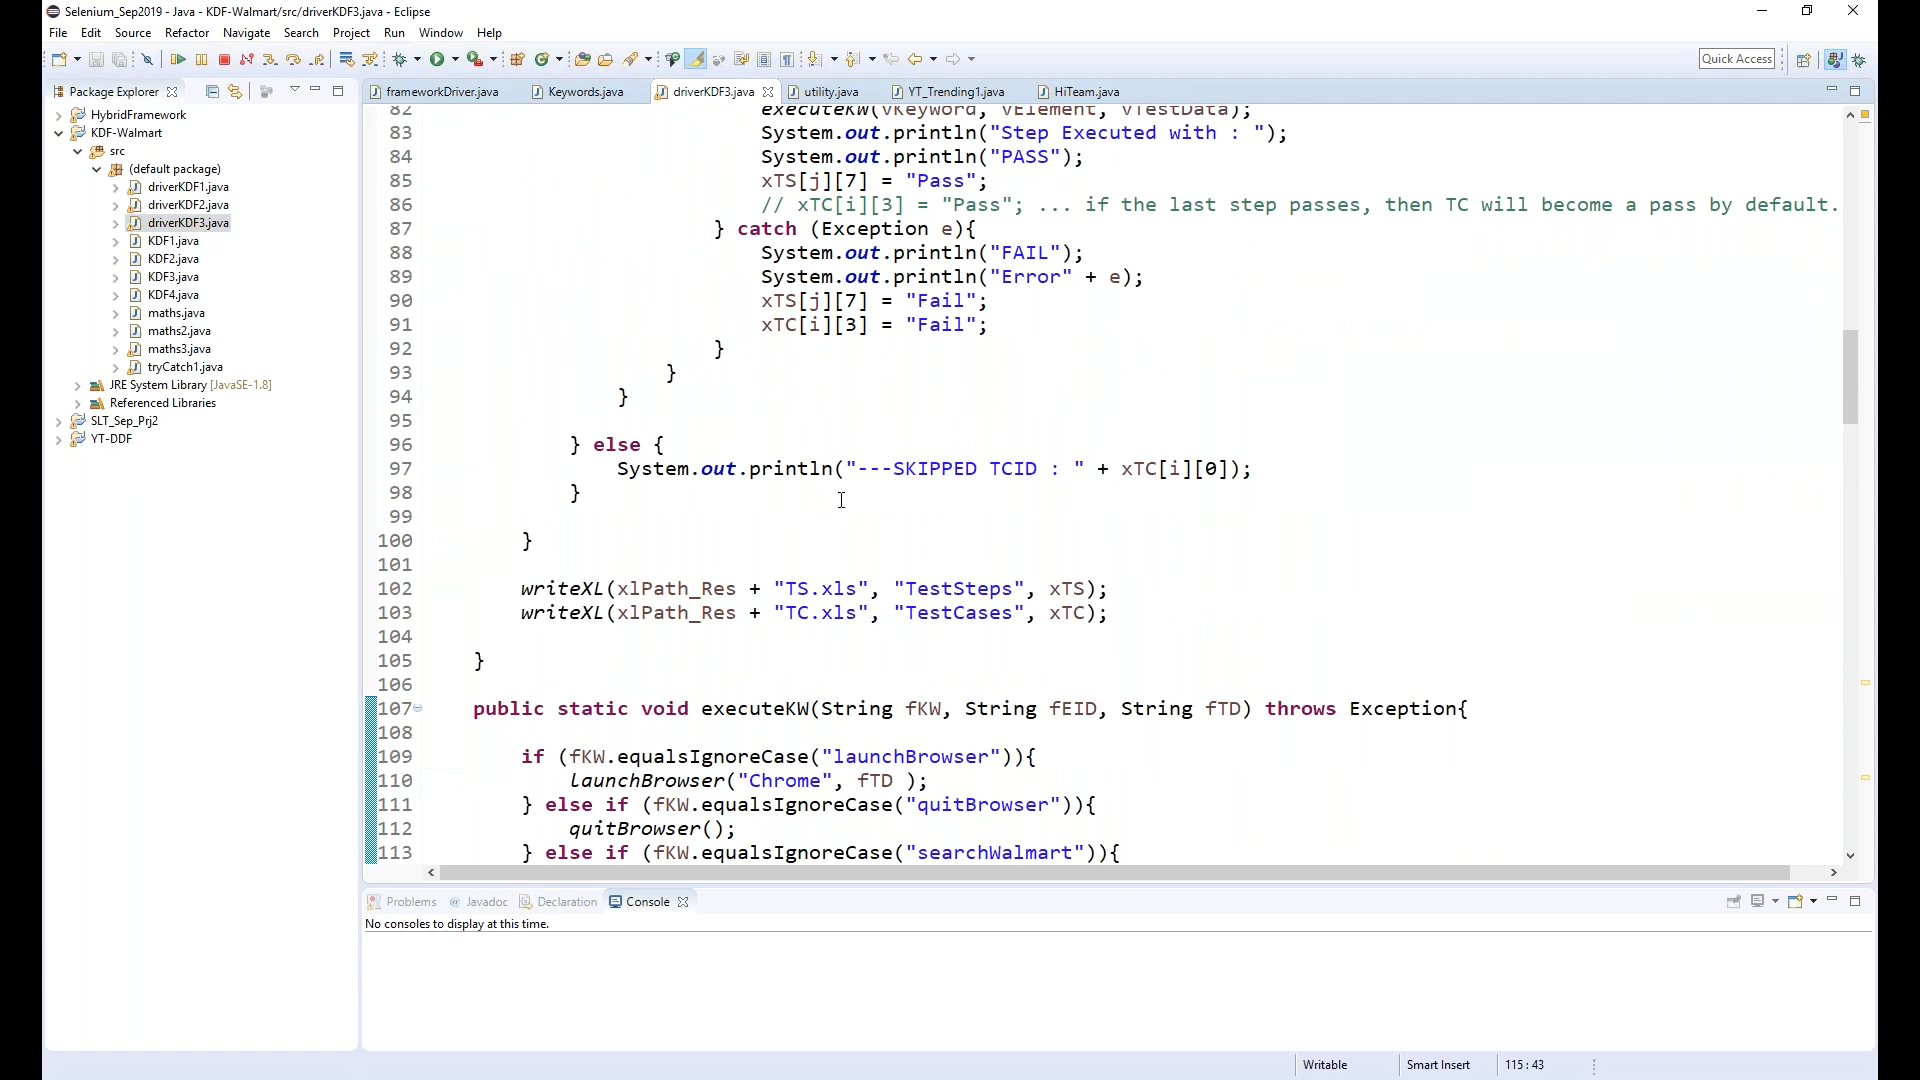 Selenium_Sep2019 - Java - KDF-Walmart/src/driverKDF3.java - Eclipse
File Edit Source Refactor Navigate Search Project Run Window Help
Quick Access
Package Explorer
frameworkDriver.java Keywords.java driverKDF3.java utility.java YT_Trending1.java HiTeam.java
HybridFramework
KDF-Walmart
src
(default package)
driverKDF1.java
driverKDF2.java
driverKDF3.java
KDF1.java
KDF2.java
KDF3.java
KDF4.java
maths.java
maths2.java
maths3.java
tryCatch1.java
JRE System Library [JavaSE-1.8]
Referenced Libraries
SLT_Sep_Prj2
YT-DDF
82 executeKW(vKeyword, vElement, vTestData);
83 System.out.println("Step Executed with : ");
84 System.out.println("PASS");
85 xTS[j][7] = "Pass";
86 // xTC[i][3] = "Pass"; ... if the last step passes, then TC will become a pass by default.
87 } catch (Exception e){
88 System.out.println("FAIL");
89 System.out.println("Error" + e);
90 xTS[j][7] = "Fail";
91 xTC[i][3] = "Fail";
92 }
93 }
94 }
95
96 } else {
97 System.out.println("---SKIPPED TCID : " + xTC[i][0]);
98 }
99
100 }
101
102 writeXL(xlPath_Res + "TS.xls", "TestSteps", xTS);
103 writeXL(xlPath_Res + "TC.xls", "TestCases", xTC);
104
105 }
106
107 public static void executeKW(String fKW, String fEID, String fTD) throws Exception{
108
109 if (fKW.equalsIgnoreCase("launchBrowser")){
110 launchBrowser("Chrome", fTD );
111 } else if (fKW.equalsIgnoreCase("quitBrowser")){
112 quitBrowser();
113 } else if (fKW.equalsIgnoreCase("searchWalmart")){
Problems Javadoc Declaration Console
No consoles to display at this time.
Writable Smart Insert 115 : 43